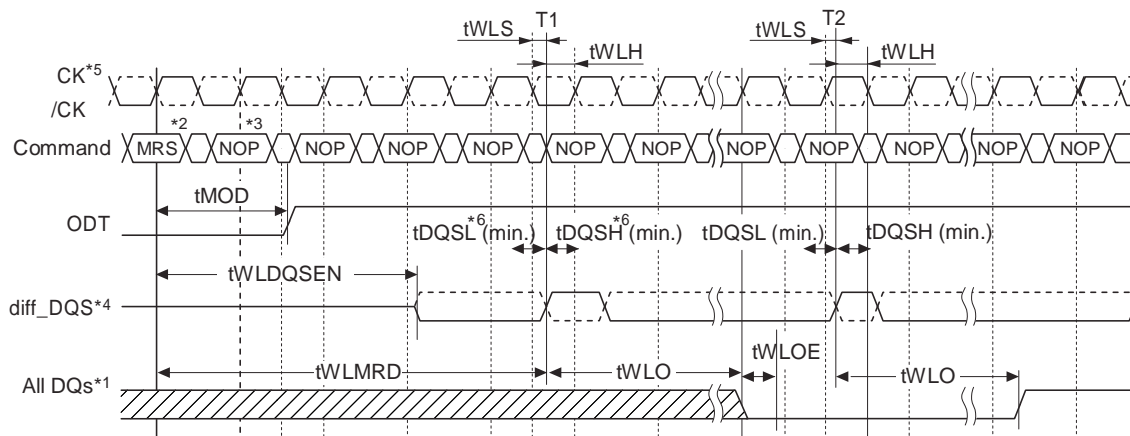 T1 T2
tWLS tWLS
tWLH tWLH
CK*5
/CK
Command MRS *2 NOP *3 NOP NOP NOP NOP NOP NOP NOP NOP NOP NOP
tMOD
ODT
tDQSL*6 (min.) tDQSH*6 (min.) tDQSL (min.) tDQSH (min.)
tWLDQSEN
diff_DQS*4
tWLOE
tWLMRD tWLO tWLO
All DQs*1